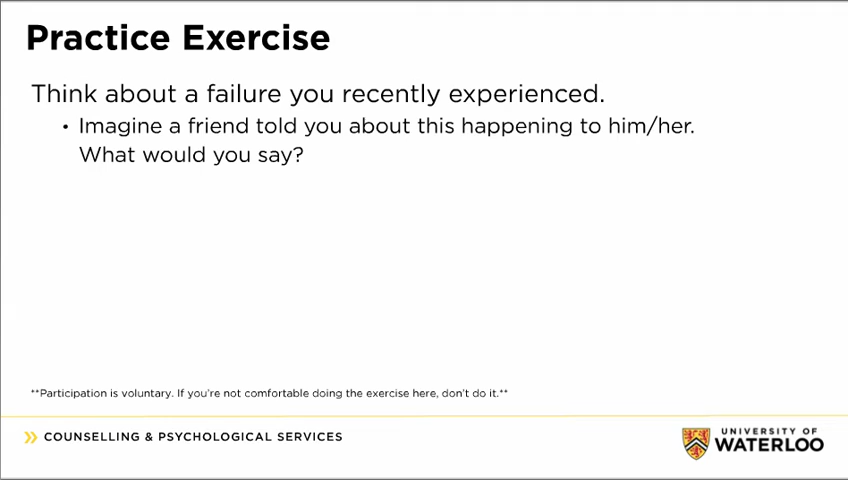 Practice Exercise
Think about a failure you recently experienced.
• Imagine a friend told you about this happening to him/her.
What would you say?
**Participation is voluntary. If you're not comfortable doing the exercise here, don't do it.**
COUNSELLING & PSYCHOLOGICAL SERVICES
UNIVERSITY OF
WATERLOO